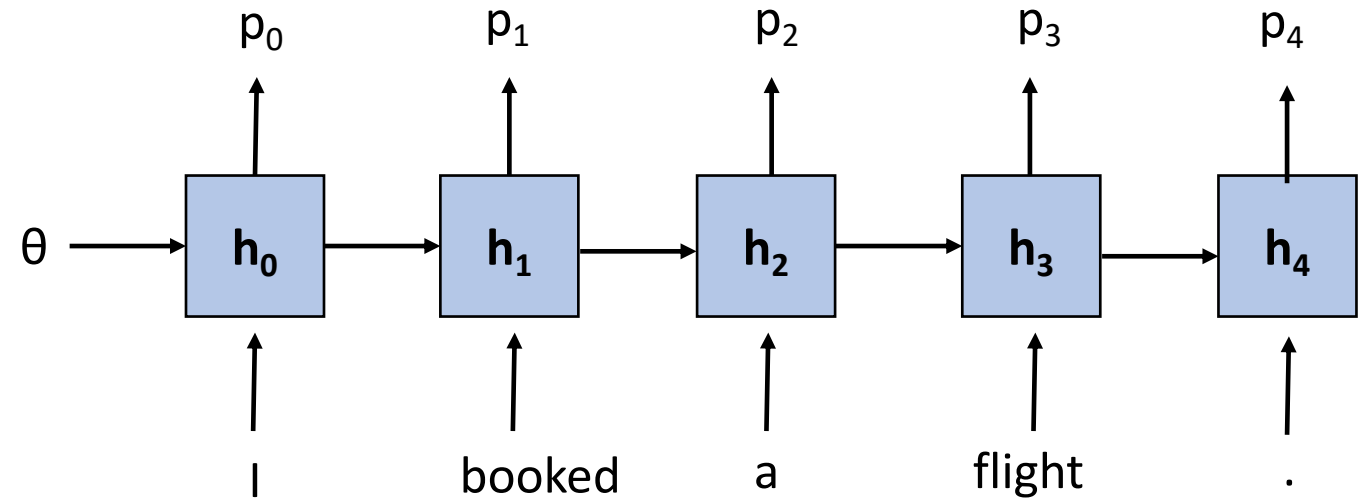 p₀ p₁ p₂ p₃ p₄
θ h₀ h₁ h₂ h₃ h₄
I booked a flight .